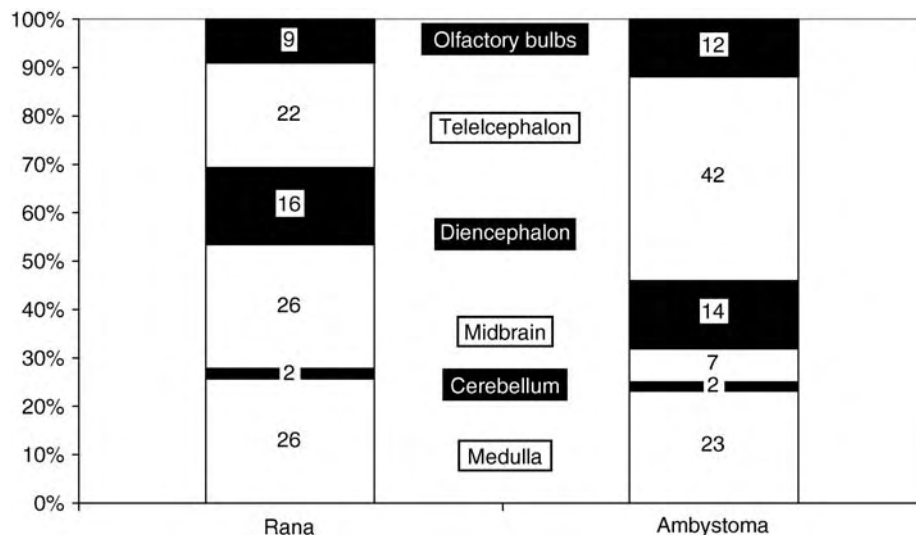 100%
90%
80%
70%
60%
50%
40%
30%
20%
10%
0%
9
22
16
26
2
26
Olfactory bulbs
Telelcephalon
Diencephalon
Midbrain
Cerebellum
Medulla
12
42
14
7
2
23
Rana
Ambystoma